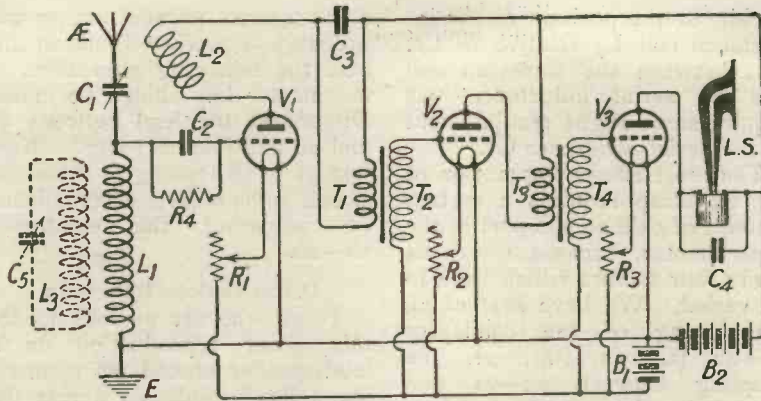 Æ
L2
C3
C1
V1
V2
V3
C2
L.S.
T1
T2
T3
T4
R4
C5
L3
L1
R1
R2
R3
C4
B1
B2
E